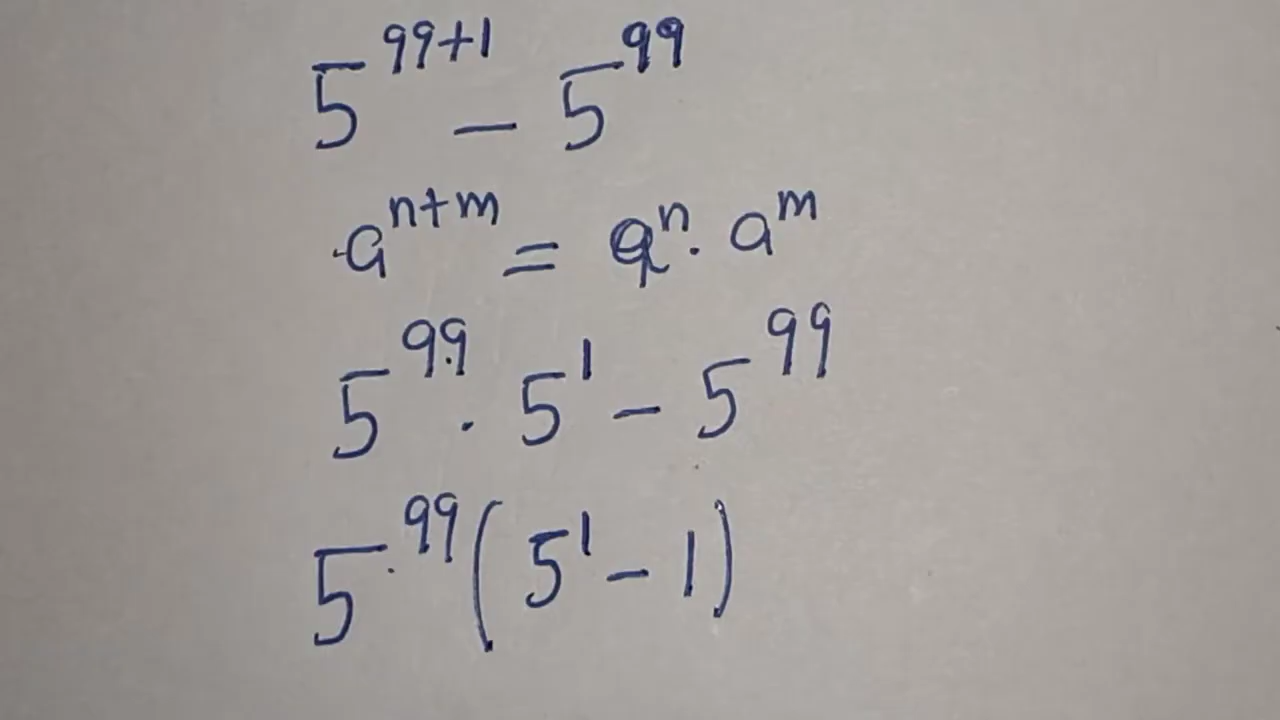 5^{99+1} - 5^{99}
a^{n+m} = a^n · a^m
5^{99} · 5^1 - 5^{99}
5^{99}(5^1 - 1)